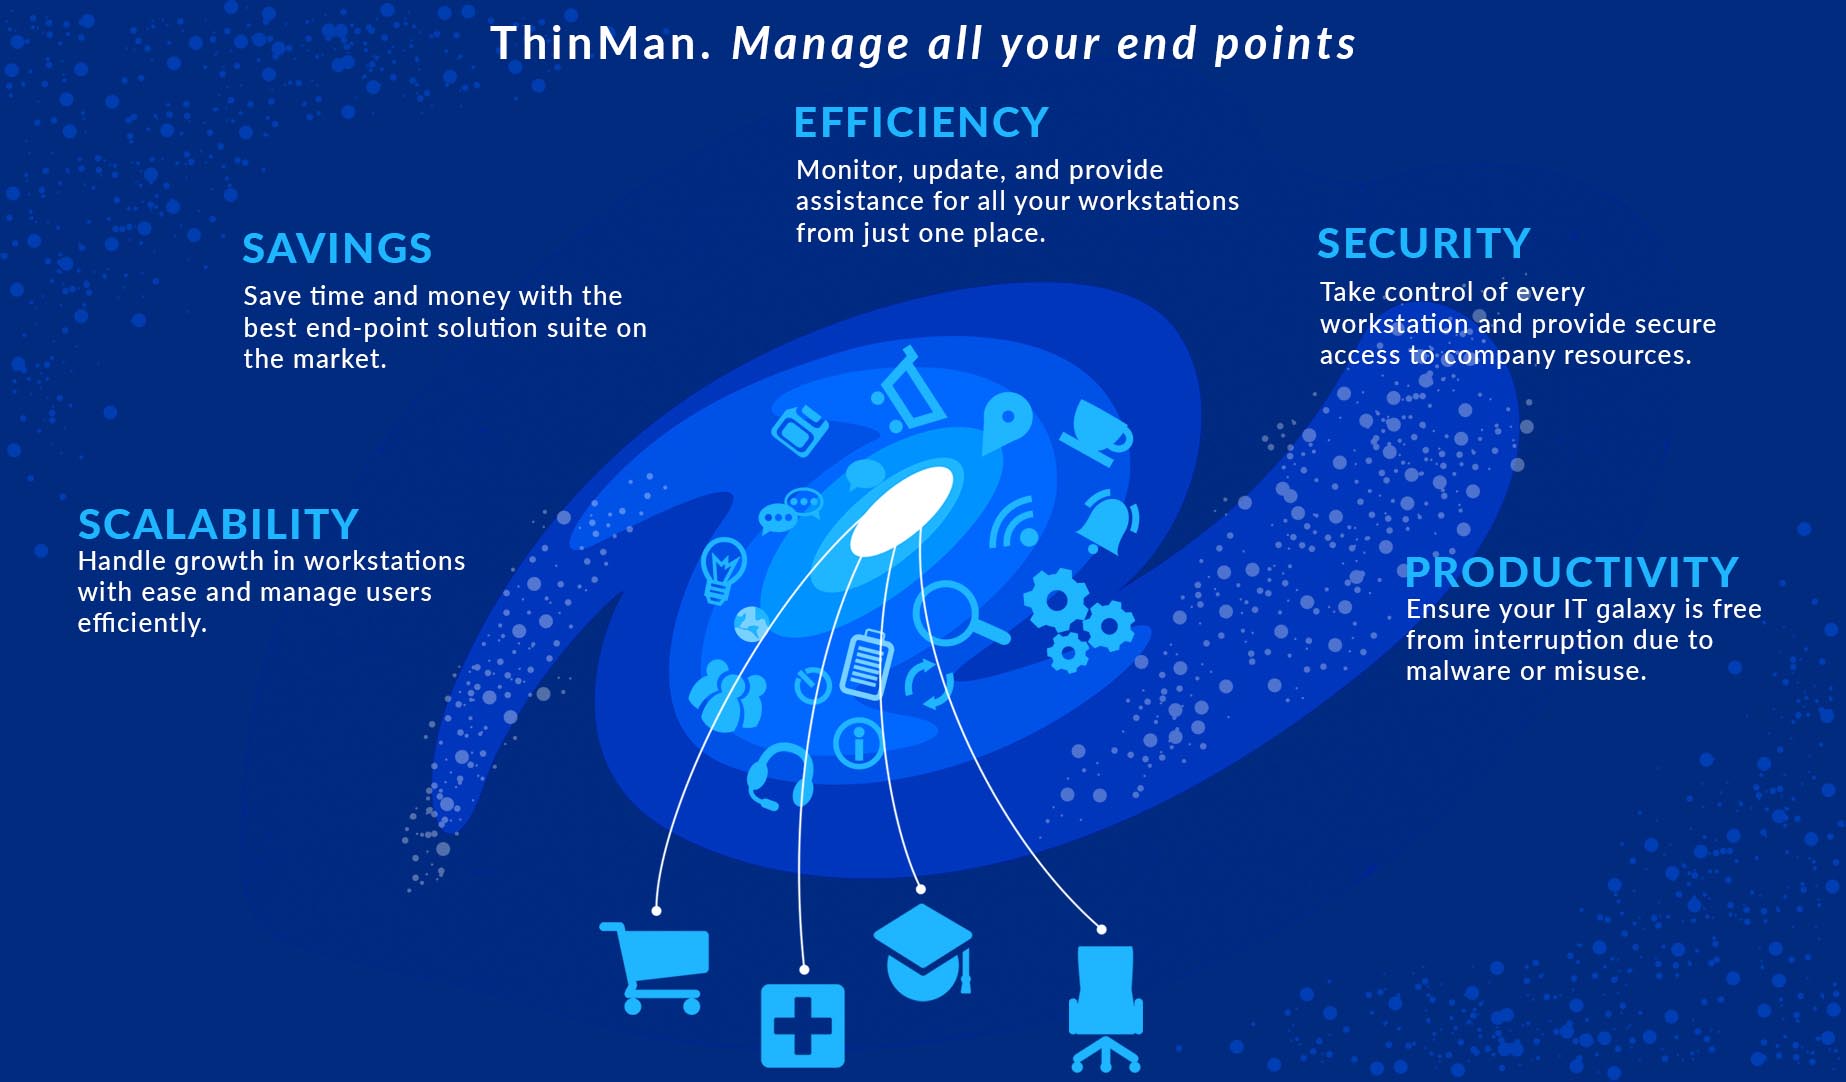 ThinMan. Manage all your end points
EFFICIENCY
Monitor, update, and provide
assistance for all your workstations
from just one place.
SAVINGS
Save time and money with the
best end-point solution suite on
the market.
SECURITY
Take control of every
workstation and provide secure
access to company resources.
SCALABILITY
Handle growth in workstations
with ease and manage users
efficiently.
PRODUCTIVITY
Ensure your IT galaxy is free
from interruption due to
malware or misuse.